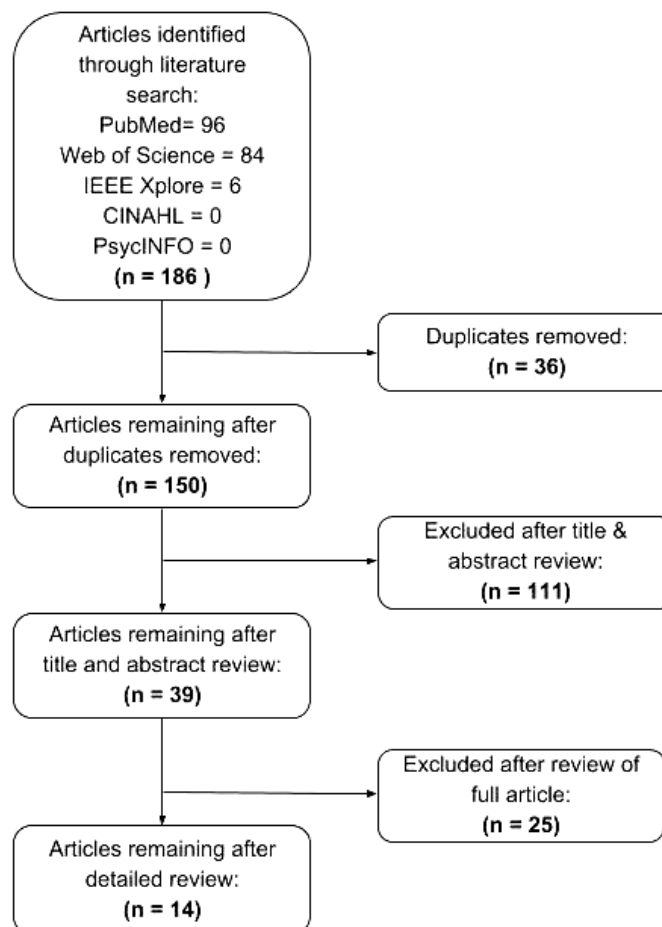 Articles identified
through literature
search:
PubMed= 96
Web of Science = 84
IEEE Xplore = 6
CINAHL = 0
PsycINFO = 0
(n = 186 )
Duplicates removed:
(n = 36)
Articles remaining after
duplicates removed:
(n = 150)
Excluded after title &
abstract review:
(n = 111)
Articles remaining after
title and abstract review:
(n = 39)
Excluded after review of
full article:
(n = 25)
Articles remaining after
detailed review:
(n = 14)